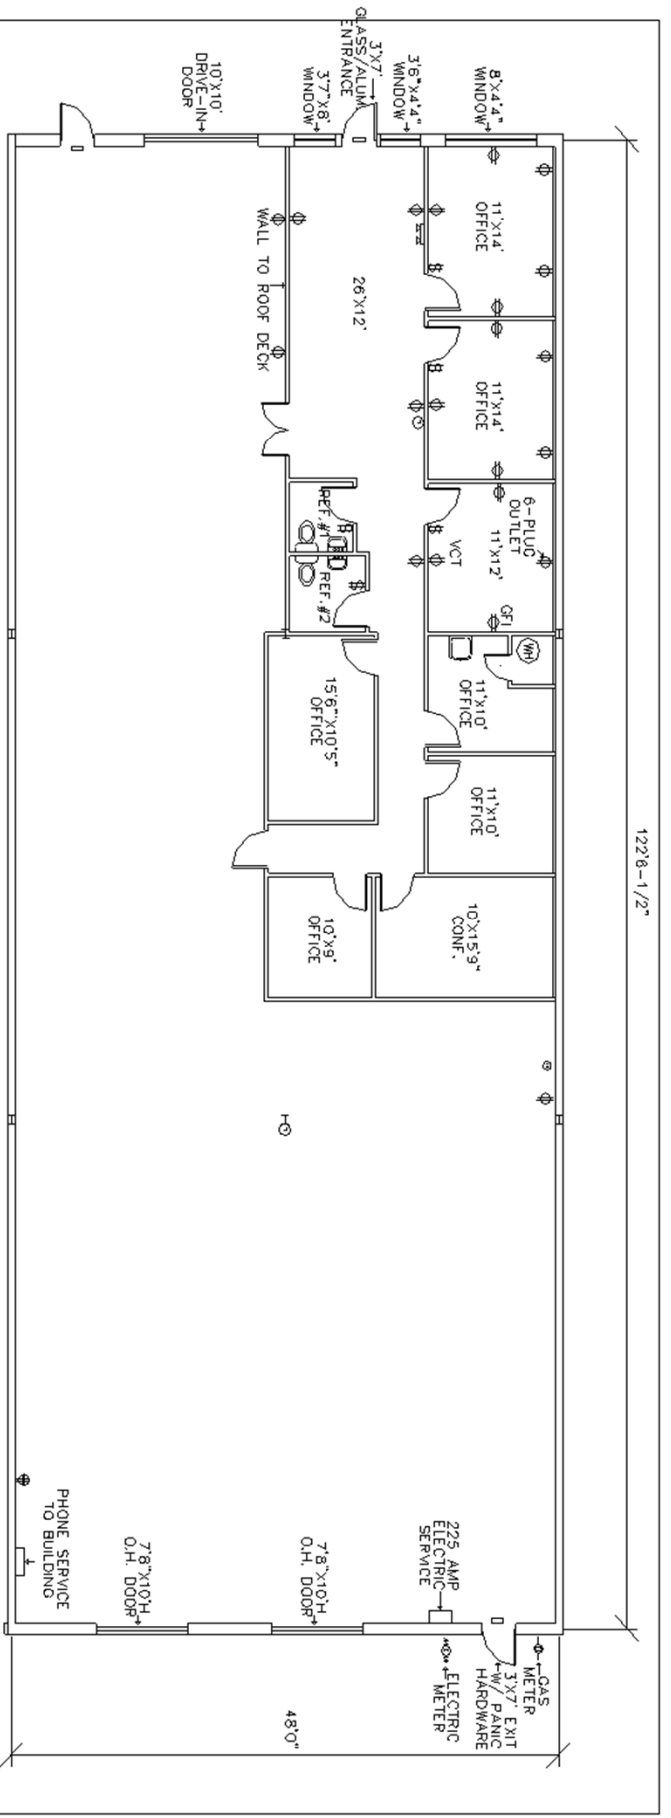 8'X4'4"
WINDOW
3'6"X4'4"
WINDOW
3'X7'
GLASS/ALUM
ENTRANCE
3'7"X8'
WINDOW
10'X10'
DRIVE-IN
DOOR
11'X14'
OFFICE
26'X12'
WALL TO ROOF DECK
11'X14'
OFFICE
6-PLUG
OUTLET
11'X12'
VCT
GFI
REF.#1
REF.#2
WH
11'X10'
OFFICE
15'6"X10'5"
OFFICE
11'X10'
OFFICE
10'X15'9"
CONF.
10'X9'
OFFICE
122'6-1/2"
225 AMP
ELECTRIC
SERVICE
7'8"X10'H
O.H. DOOR
7'8"X10'H
O.H. DOOR
PHONE SERVICE
TO BUILDING
GAS
METER
3'X7' EXIT
W/ PANIC
HARDWARE
ELECTRIC
METER
48'0"